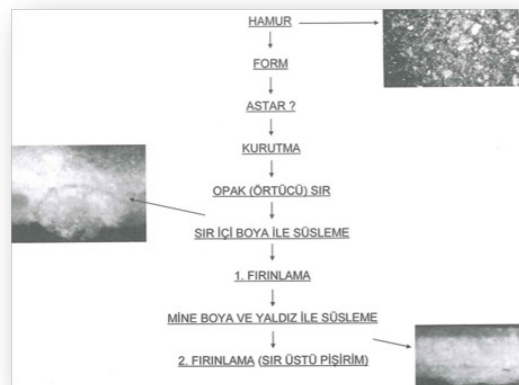 HAMUR
FORM
ASTAR ?
KURUTMA
OPAK (ÖRTÜCÜ) SIR
SIR İÇİ BOYA İLE SÜSLEME
1. FIRINLAMA
MİNE BOYA VE YALDIZ İLE SÜSLEME
2. FIRINLAMA (SIR ÜSTÜ PİŞİRİM)